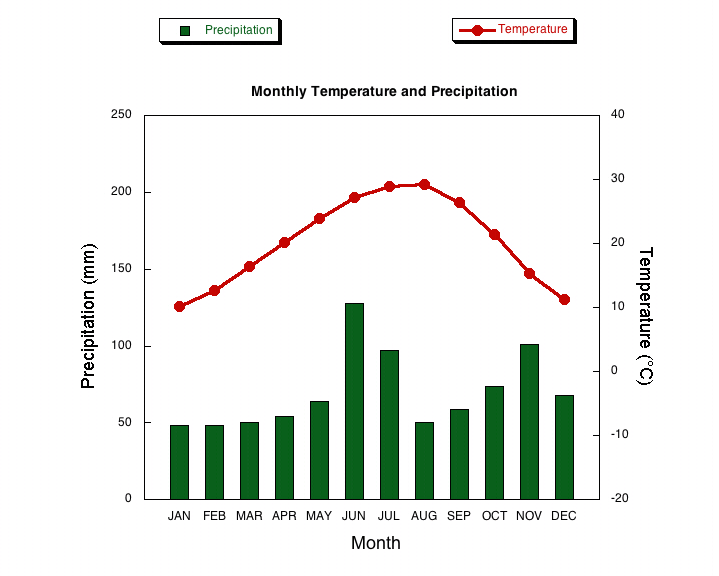 Precipitation
Temperature
Monthly Temperature and Precipitation
250
200
150
100
50
0
Precipitation (mm)
40
30
20
10
0
-10
-20
Temperature (°C)
JAN FEB MAR APR MAY JUN JUL AUG SEP OCT NOV DEC
Month